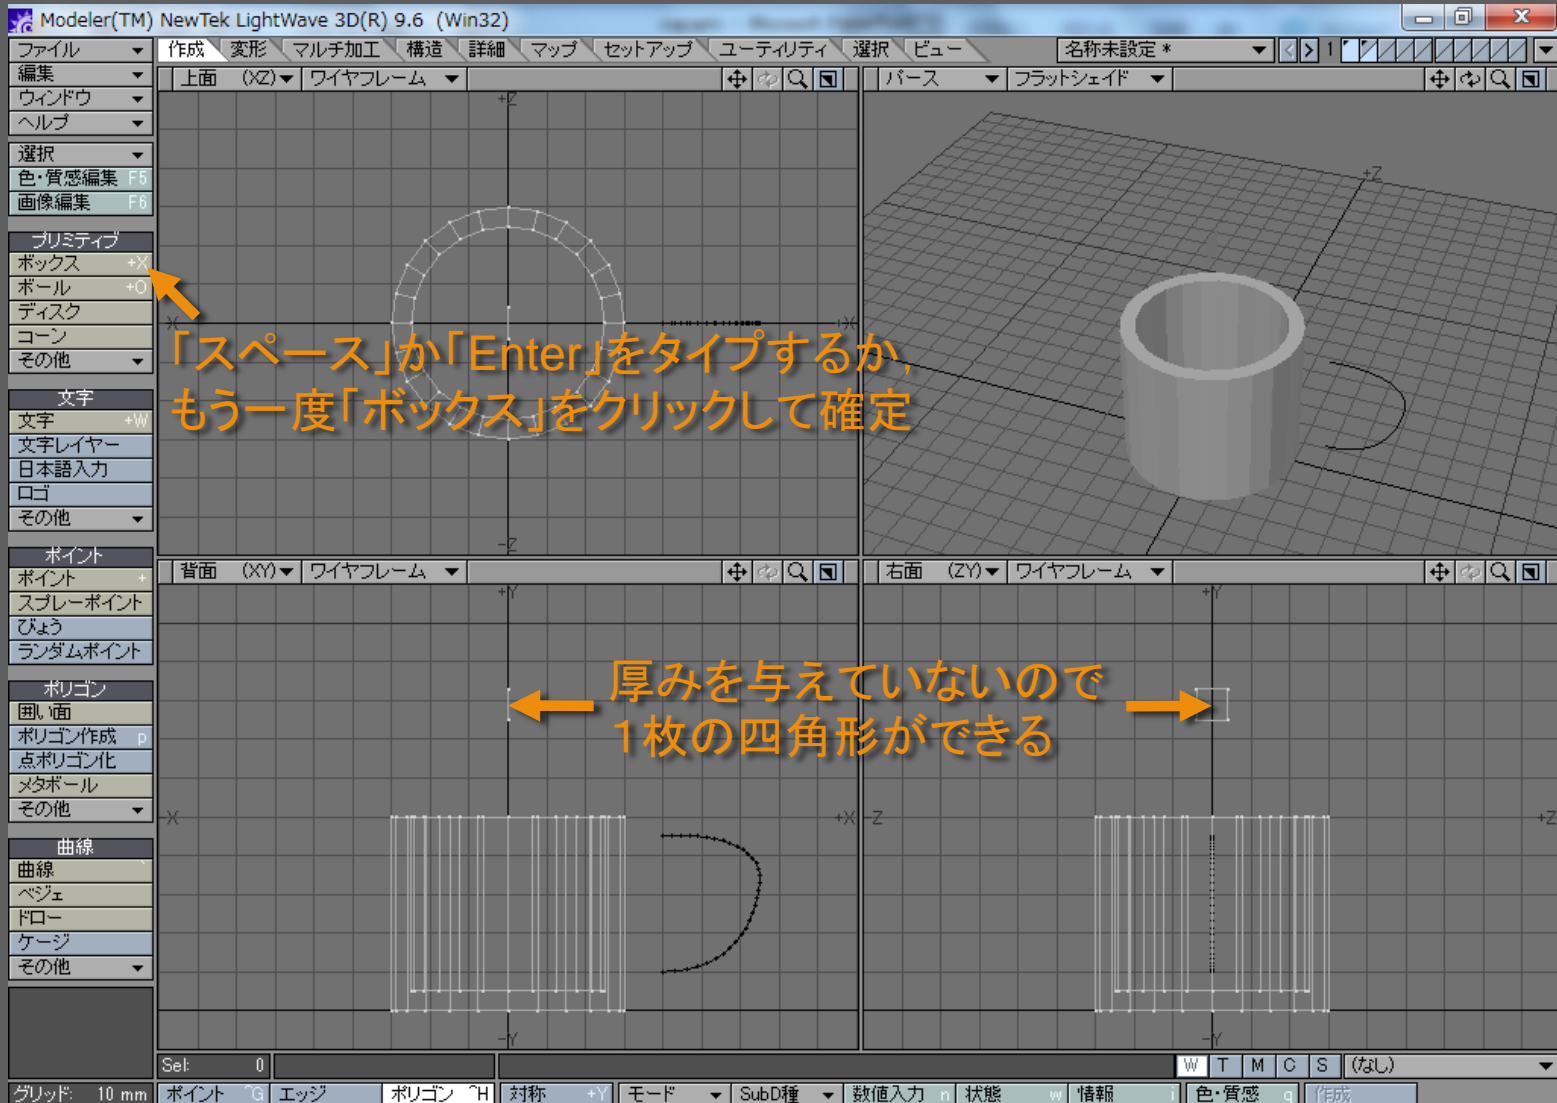 Modeler(TM) NewTek LightWave 3D(R) 9.6 (Win32)
ファイル
作成 変形 マルチ加工 構造 詳細 マップ セットアップ ユーティリティ 選択 ビュー
名称未設定 * 1
編集
ウィンドウ
ヘルプ
選択
色・質感編集 F5
画像編集 F6
プリミティブ
ボックス +X
ボール +O
ディスク
コーン
その他
文字
文字 +W
文字レイヤー
日本語入力
ロゴ
その他
ポイント
ポイント +
スプレーポイント
びょう
ランダムポイント
ポリゴン
囲い面
ポリゴン作成 p
点ポリゴン化
メタボール
その他
曲線
曲線 `
ベジェ
ドロー
ケージ
その他
上面 (XZ) ワイヤフレーム
+Z
-X +X
-Z
パース フラットシェイド
+Z
「スペース」か「Enter」をタイプするか,
もう一度「ボックス」をクリックして確定
背面 (XY) ワイヤフレーム
+Y
-X +X
-Y
右面 (ZY) ワイヤフレーム
+Y
-Z +Z
-Y
厚みを与えていないので
1枚の四角形ができる
Sel: 0
W T M C S (なし)
グリッド: 10 mm ポイント ^G エッジ ポリゴン ^H 対称 +Y モード SubD種 数値入力 n 状態 w 情報 i 色・質感 q 作成